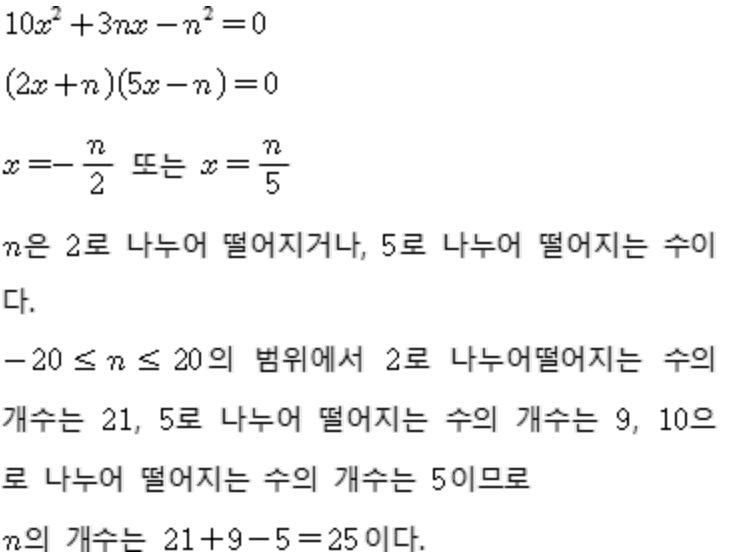 10x² + 3nx − n² = 0
(2x + n)(5x − n) = 0
x = − n/2 또는 x = n/5
n은 2로 나누어 떨어지거나, 5로 나누어 떨어지는 수이
다.
−20 ≤ n ≤ 20의 범위에서 2로 나누어떨어지는 수의
개수는 21, 5로 나누어 떨어지는 수의 개수는 9, 10으
로 나누어 떨어지는 수의 개수는 5이므로
n의 개수는 21+9−5=25이다.